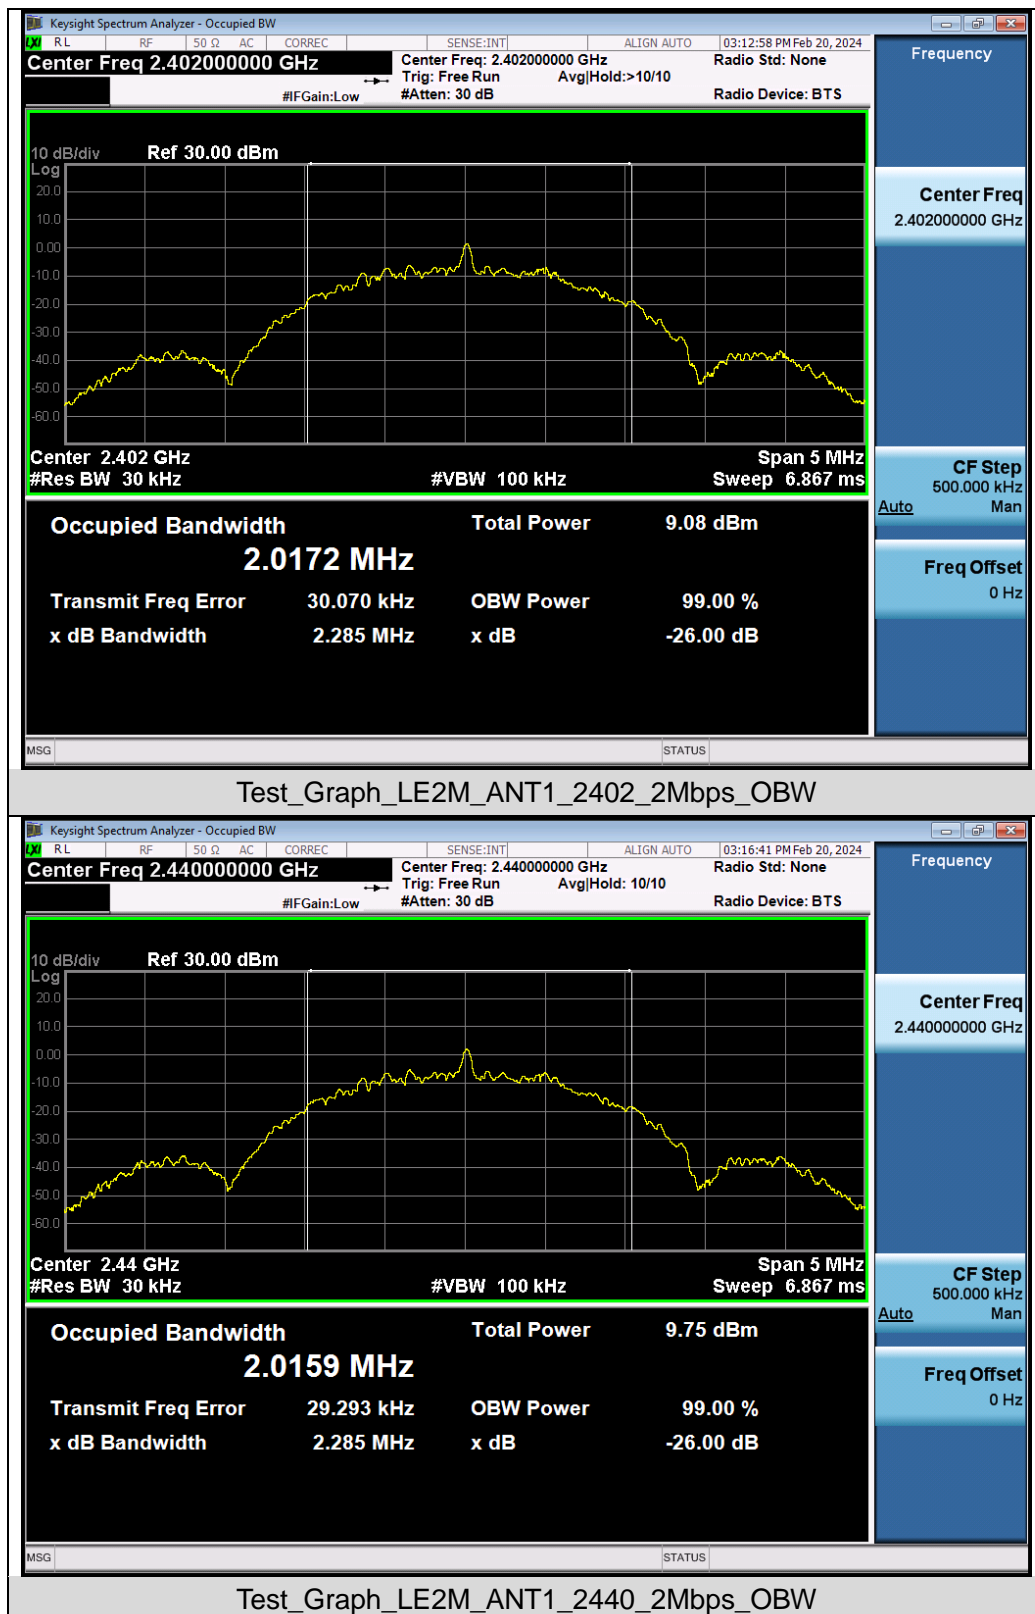 Keysight Spectrum Analyzer - Occupied BW
LXI RL RF 50 Ω AC CORREC SENSE:INT ALIGN AUTO 03:12:58 PM Feb 20, 2024
Center Freq 2.402000000 GHz
Center Freq: 2.402000000 GHz
Radio Std: None
Trig: Free Run Avg|Hold:>10/10
#IFGain:Low
#Atten: 30 dB
Radio Device: BTS
Frequency
10 dB/div Ref 30.00 dBm
Log
20.0
10.0
0.00
-10.0
-20.0
-30.0
-40.0
-50.0
-60.0
Center Freq
2.402000000 GHz
Center 2.402 GHz Span 5 MHz
#Res BW 30 kHz #VBW 100 kHz Sweep 6.867 ms
CF Step
500.000 kHz
Auto Man
Occupied Bandwidth Total Power 9.08 dBm
2.0172 MHz
Transmit Freq Error 30.070 kHz OBW Power 99.00 %
x dB Bandwidth 2.285 MHz x dB -26.00 dB
Freq Offset
0 Hz
MSG STATUS
Test_Graph_LE2M_ANT1_2402_2Mbps_OBW
Keysight Spectrum Analyzer - Occupied BW
LXI RL RF 50 Ω AC CORREC SENSE:INT ALIGN AUTO 03:16:41 PM Feb 20, 2024
Center Freq 2.440000000 GHz
Center Freq: 2.440000000 GHz
Radio Std: None
Trig: Free Run Avg|Hold: 10/10
#IFGain:Low
#Atten: 30 dB
Radio Device: BTS
Frequency
10 dB/div Ref 30.00 dBm
Log
20.0
10.0
0.00
-10.0
-20.0
-30.0
-40.0
-50.0
-60.0
Center Freq
2.440000000 GHz
Center 2.44 GHz Span 5 MHz
#Res BW 30 kHz #VBW 100 kHz Sweep 6.867 ms
CF Step
500.000 kHz
Auto Man
Occupied Bandwidth Total Power 9.75 dBm
2.0159 MHz
Transmit Freq Error 29.293 kHz OBW Power 99.00 %
x dB Bandwidth 2.285 MHz x dB -26.00 dB
Freq Offset
0 Hz
MSG STATUS
Test_Graph_LE2M_ANT1_2440_2Mbps_OBW